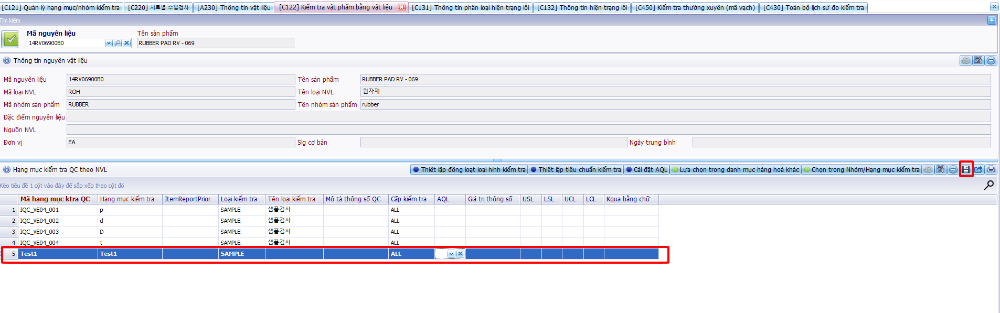 [C121] Quản lý hạng mục/nhóm kiểm tra [C220] 시료별 수입검사 [A230] Thông tin vật liệu [C122] Kiểm tra vật phẩm bằng vật liệu [C131] Thông tin phân loại hiện trạng lỗi [C132] Thông tin hiện trạng lỗi [C450] Kiểm tra thường xuyên (mã vạch) [C430] Toàn bộ lịch sử đo kiểm tra
Tìm kiếm
Mã nguyên liệu Tên sản phẩm
14RV06900B0 RUBBER PAD RV - 069
Thông tin nguyên vật liệu
Mã nguyên liệu 14RV06900B0 Tên sản phẩm RUBBER PAD RV - 069
Mã loại NVL ROH Tên loại NVL 원자재
Mã nhóm sản phẩm RUBBER Tên nhóm sản phẩm rubber
Đặc điểm nguyên liệu
Nguồn NVL
Đơn vị EA Slg cơ bản Ngày trung bình
Hạng mục kiểm tra QC theo NVL Thiết lập đồng loạt loại hình kiểm tra Thiết lập tiêu chuẩn kiểm tra Cài đặt AQL Lựa chọn trong danh mục hàng hoá khác Chọn trong Nhóm/Hạng mục kiểm tra
Kéo tiêu đề 1 cột vào đây để sắp xếp theo cột đó
Mã hạng mục ktra QC Hạng mục kiểm tra ItemReportPrior Loại kiểm tra Tên loại kiểm tra Mô tả thông số QC Cấp kiểm tra AQL Giá trị thông số USL LSL UCL LCL Kqua bằng chữ
1 IQC_VE04_001 p SAMPLE 샘플검사 ALL
2 IQC_VE04_002 d SAMPLE 샘플검사 ALL
3 IQC_VE04_003 D SAMPLE 샘플검사 ALL
4 IQC_VE04_004 t SAMPLE 샘플검사 ALL
5 Test1 Test1 SAMPLE ALL